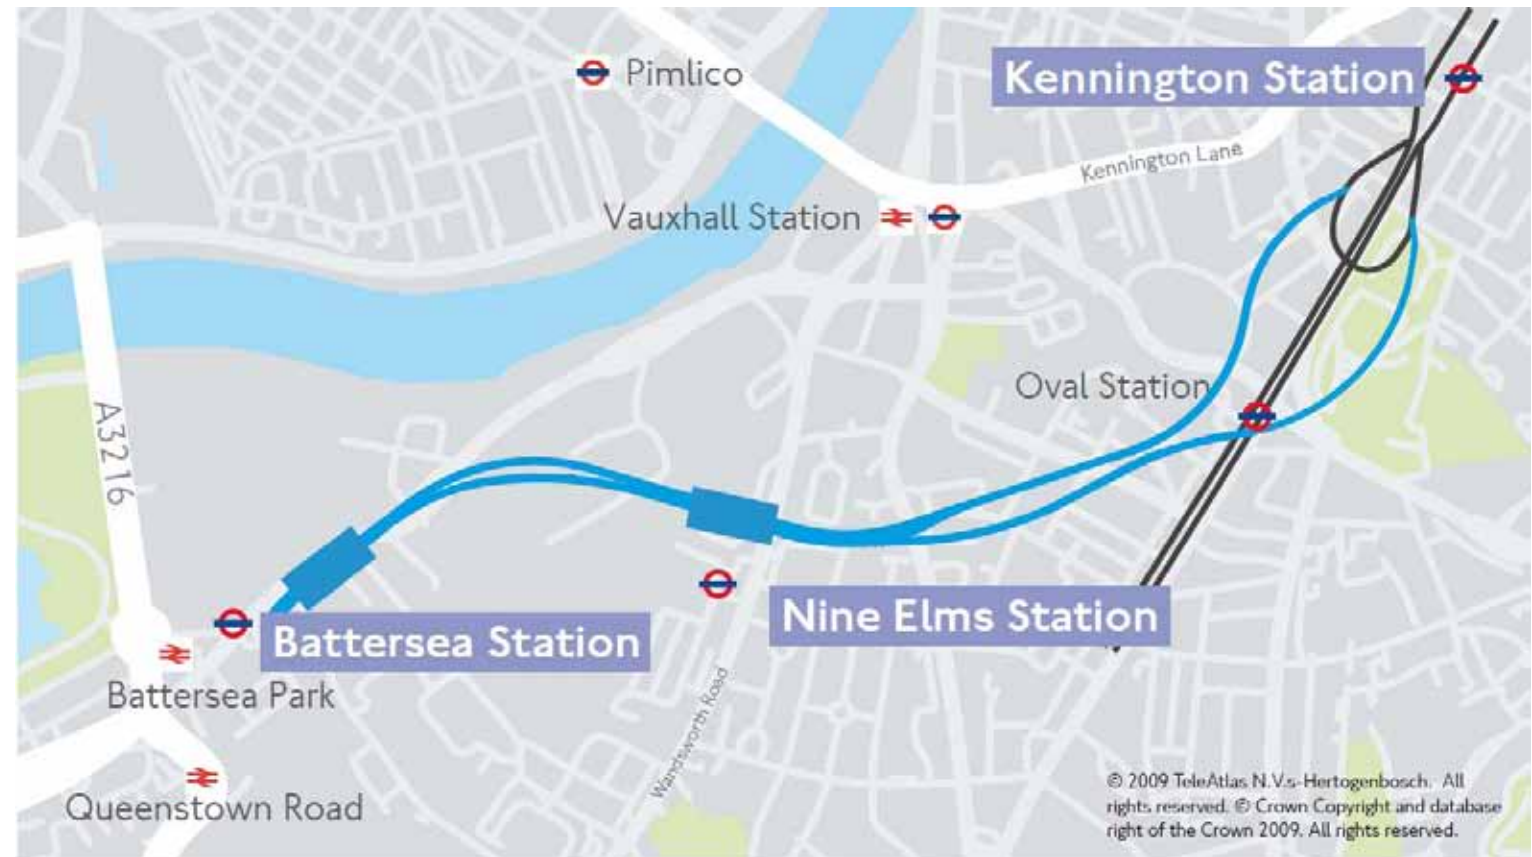 Pimlico
Kennington Station
Kennington Lane
Vauxhall Station
Oval Station
A3216
Nine Elms Station
Battersea Station
Battersea Park
Wandsworth Road
Queenstown Road
© 2009 TeleAtlas N.V.s-Hertogenbosch. All
rights reserved. © Crown Copyright and database
right of the Crown 2009. All rights reserved.